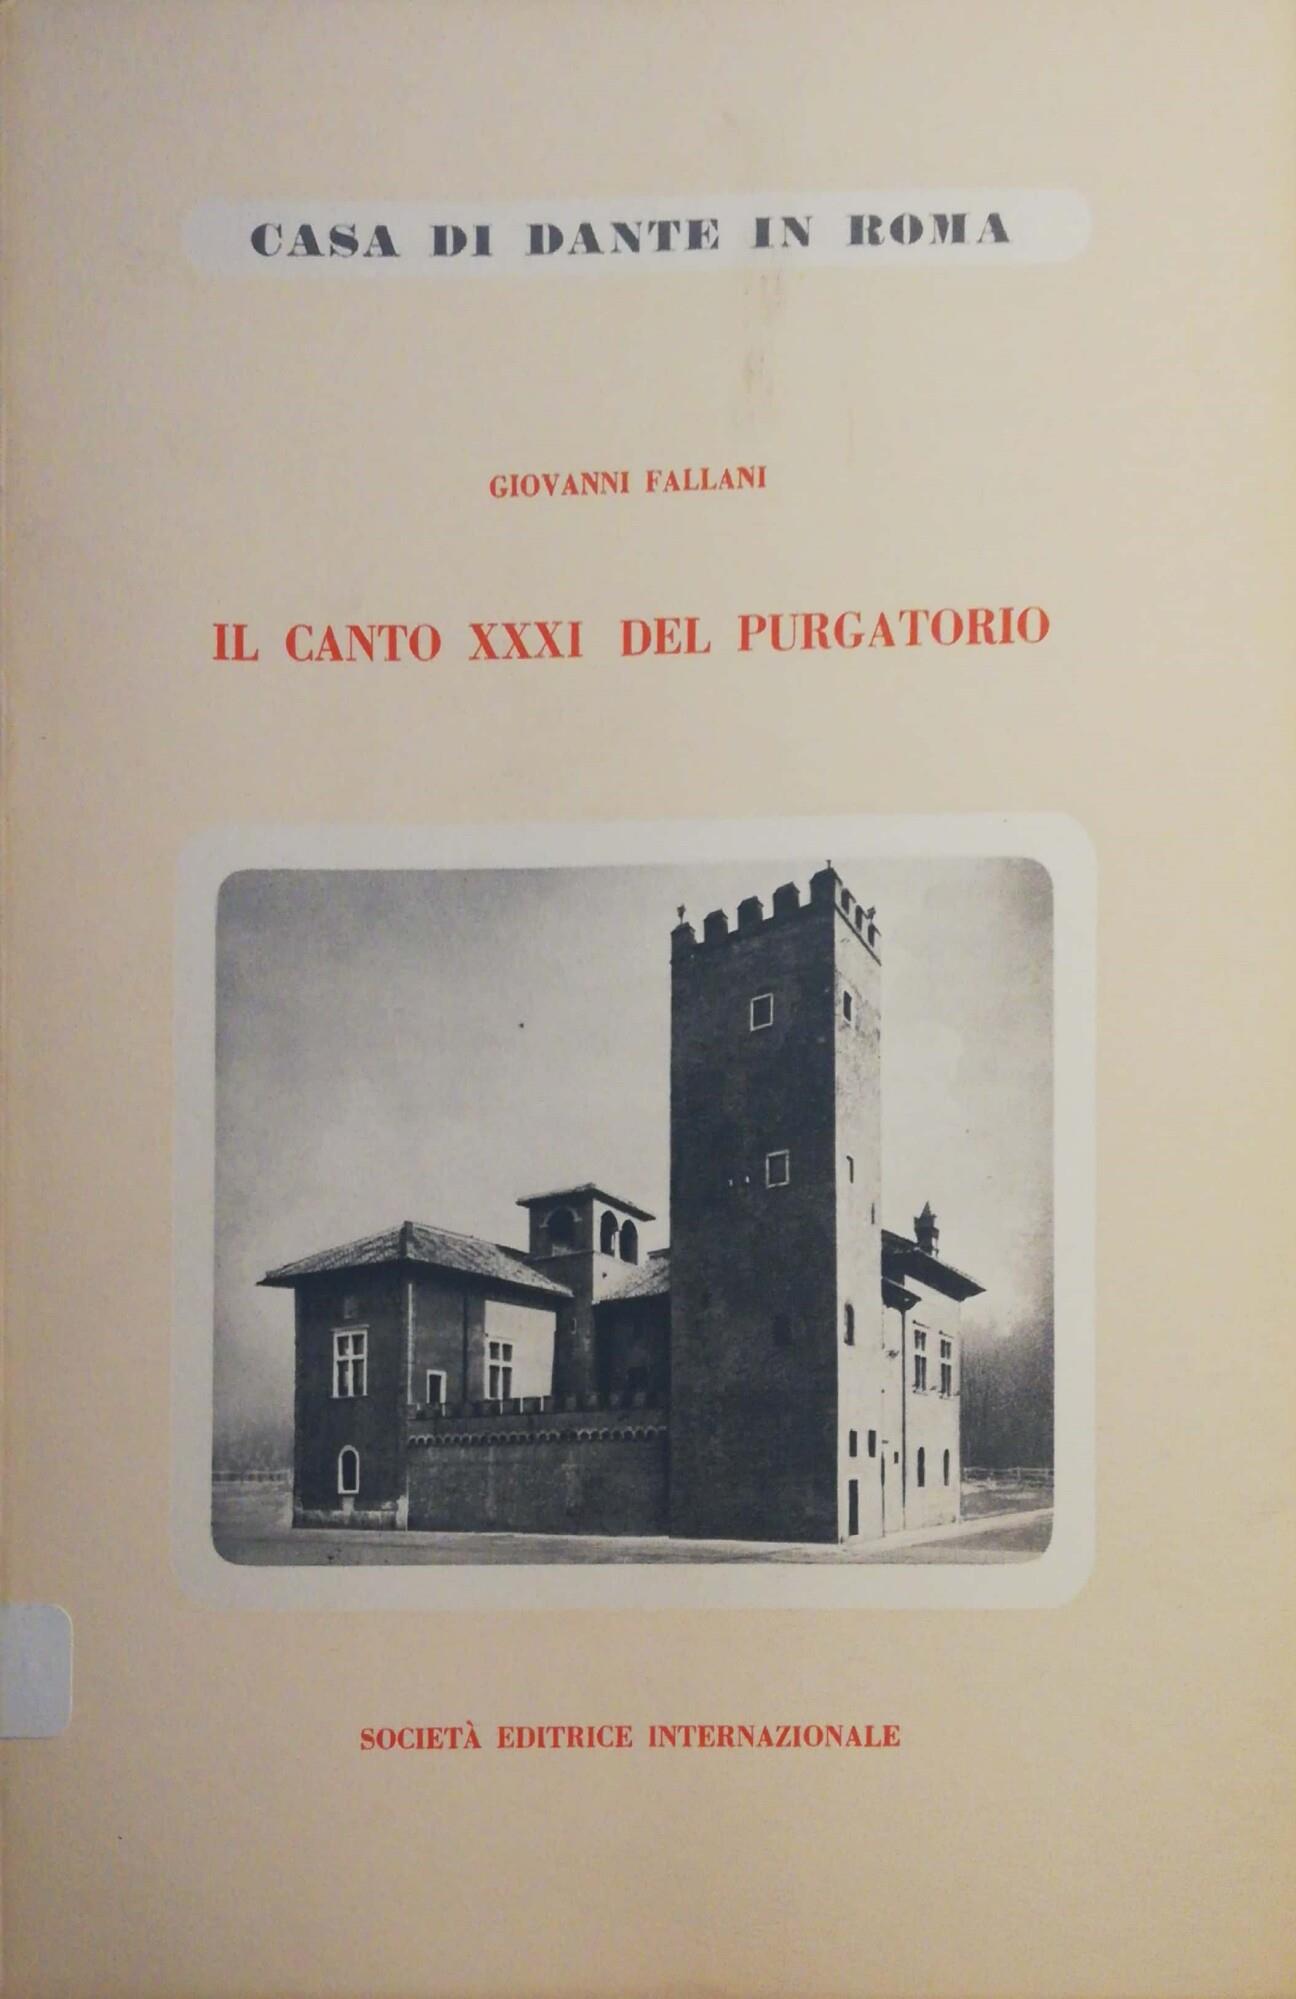 CASA DI DANTE IN ROMA
GIOVANNI FALLANI
IL CANTO XXXI DEL PURGATORIO
SOCIETÀ EDITRICE INTERNAZIONALE